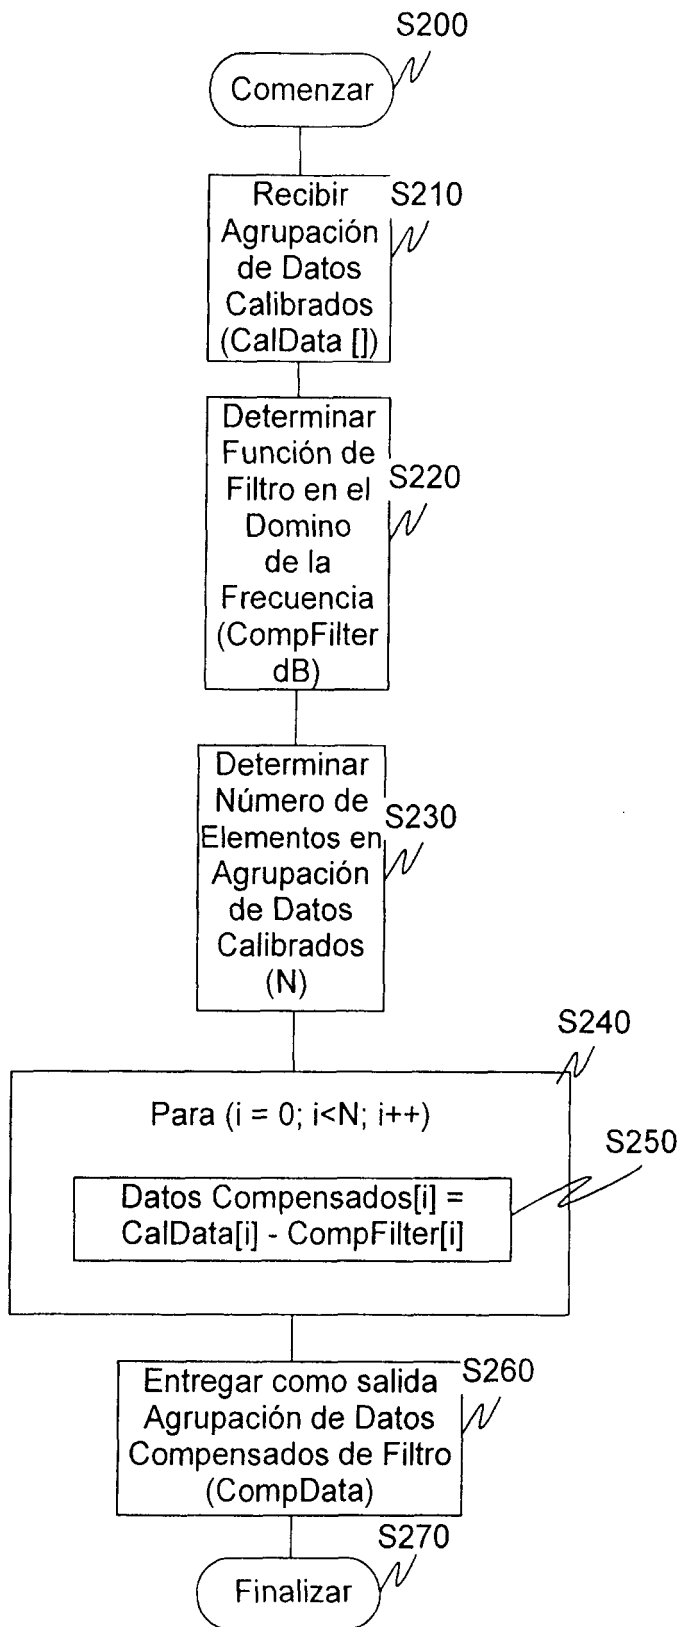 S200
Comenzar
S210
Recibir
Agrupación
de Datos
Calibrados
(CalData [])
S220
Determinar
Función de
Filtro en el
Domino
de la
Frecuencia
(CompFilter
dB)
S230
Determinar
Número de
Elementos en
Agrupación
de Datos
Calibrados
(N)
S240
Para (i = 0; i<N; i++)
S250
Datos Compensados[i] =
CalData[i] - CompFilter[i]
S260
Entregar como salida
Agrupación de Datos
Compensados de Filtro
(CompData)
S270
Finalizar